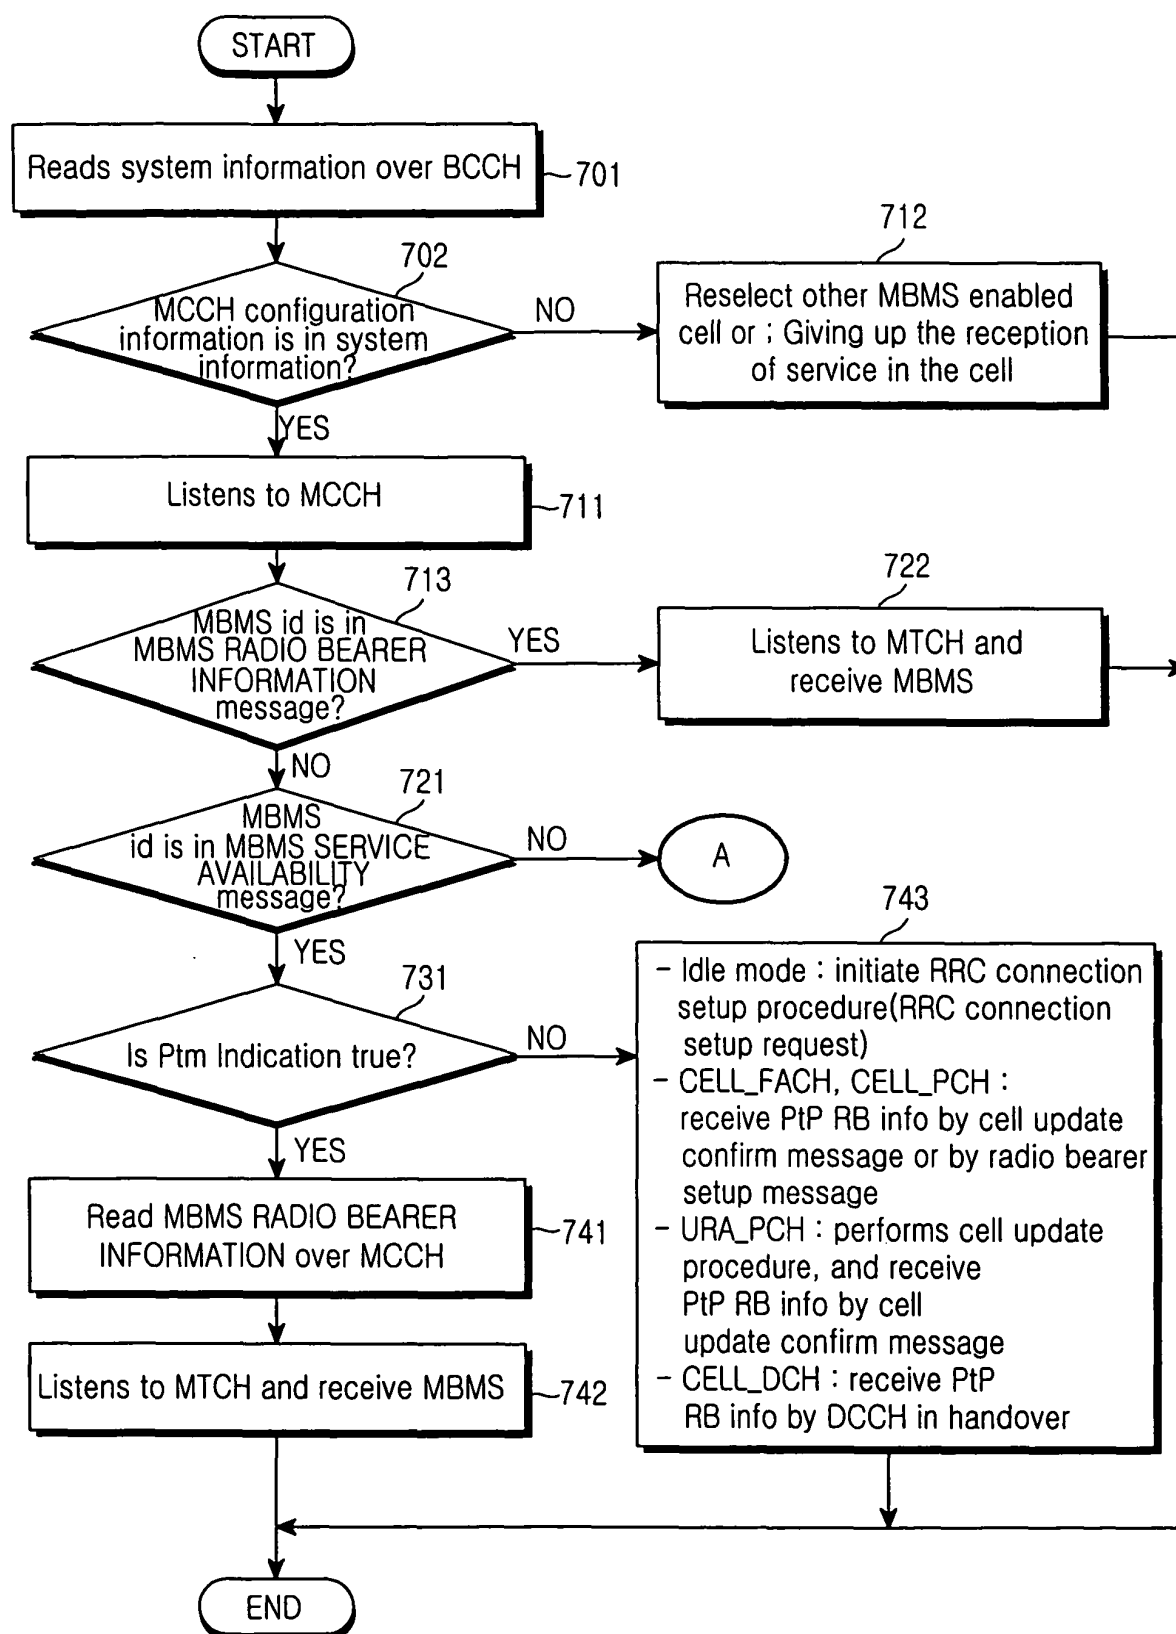 START
Reads system information over BCCH
701
702
MCCH configuration
information is in system
information?
NO
YES
712
Reselect other MBMS enabled
cell or ; Giving up the reception
of service in the cell
Listens to MCCH
711
713
MBMS id is in
MBMS RADIO BEARER
INFORMATION
message?
YES
NO
722
Listens to MTCH and
receive MBMS
721
MBMS
id is in MBMS SERVICE
AVAILABILITY
message?
NO
A
YES
731
Is Ptm Indication true?
NO
YES
743
- Idle mode : initiate RRC connection
setup procedure(RRC connection
setup request)
- CELL_FACH, CELL_PCH :
receive PtP RB info by cell update
confirm message or by radio bearer
setup message
- URA_PCH : performs cell update
procedure, and receive
PtP RB info by cell
update confirm message
- CELL_DCH : receive PtP
RB info by DCCH in handover
Read MBMS RADIO BEARER
INFORMATION over MCCH
741
Listens to MTCH and receive MBMS
742
END